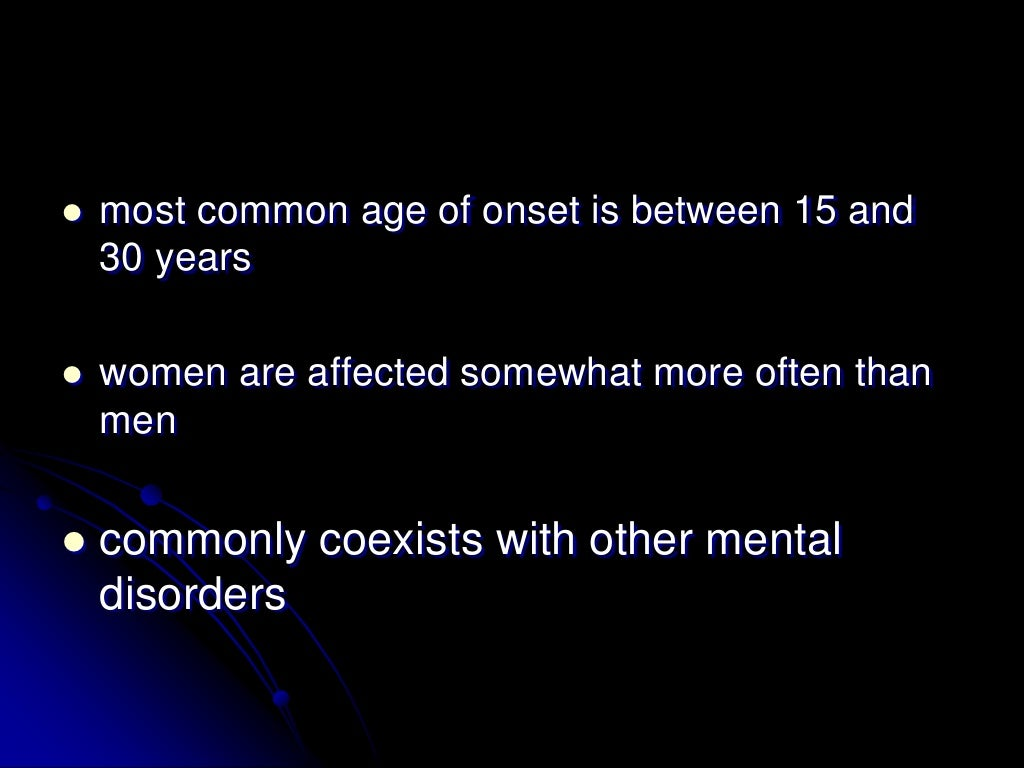 most common age of onset is between 15 and
30 years
women are affected somewhat more often than
men
commonly coexists with other mental
disorders